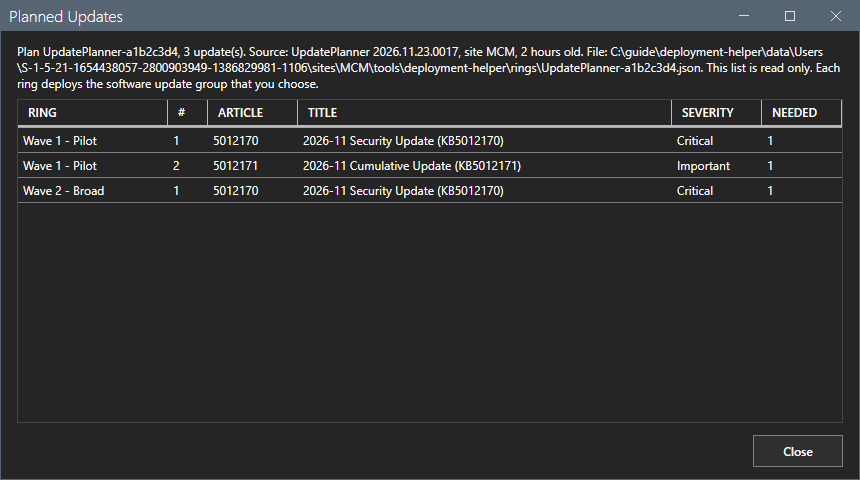 Planned Updates
Plan UpdatePlanner-a1b2c3d4, 3 update(s). Source: UpdatePlanner 2026.11.23.0017, site MCM, 2 hours old. File: C:\guide\deployment-helper\data\Users
\S-1-5-21-1654438057-2800903949-1386829981-1106\sites\MCM\tools\deployment-helper\rings\UpdatePlanner-a1b2c3d4.json. This list is read only. Each
ring deploys the software update group that you choose.
RING # ARTICLE TITLE SEVERITY NEEDED
Wave 1 - Pilot 1 5012170 2026-11 Security Update (KB5012170) Critical 1
Wave 1 - Pilot 2 5012171 2026-11 Cumulative Update (KB5012171) Important 1
Wave 2 - Broad 1 5012170 2026-11 Security Update (KB5012170) Critical 1
Close